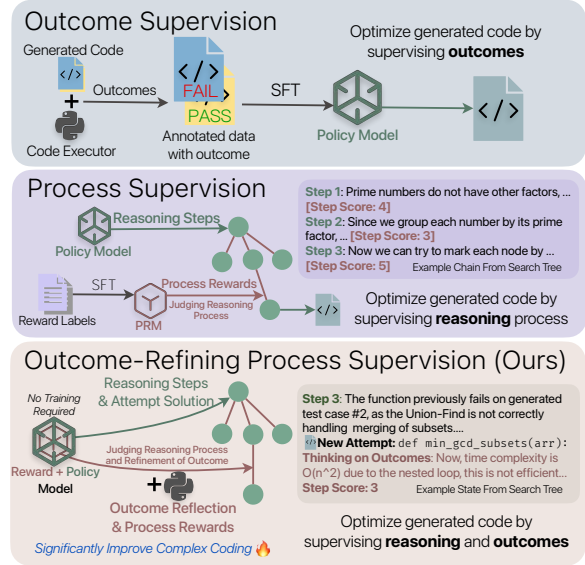 Outcome Supervision
Generated Code
</>
+
Code Executor
Outcomes
</>
FAIL
</>
PASS
Annotated data
with outcome
SFT
Policy Model
Optimize generated code by
supervising outcomes
</>
Process Supervision
Policy Model
Reasoning Steps
Reward Labels
SFT
PRM
Process Rewards
Judging Reasoning
Process
</>
Step 1: Prime numbers do not have other factors, ...
[Step Score: 4]
Step 2: Since we group each number by its prime
factor, ... [Step Score: 3]
Step 3: Now we can try to mark each node by ...
[Step Score: 5]
Example Chain From Search Tree
Optimize generated code by
supervising reasoning process
Outcome-Refining Process Supervision (Ours)
No Training
Required
Reward + Policy
Model
Reasoning Steps
& Attempt Solution
Judging Reasoning Process
and Refinement of Outcome
+
Outcome Reflection
& Process Rewards
Significantly Improve Complex Coding 🔥
Step 3: The function previously fails on generated
test case #2, as the Union-Find is not correctly
handling merging of subsets....
</> New Attempt: def min_gcd_subsets(arr):
Thinking on Outcomes: Now, time complexity is
O(n^2) due to the nested loop, this is not efficient...
Step Score: 3
Example State From Search Tree
Optimize generated code by
supervising reasoning and outcomes